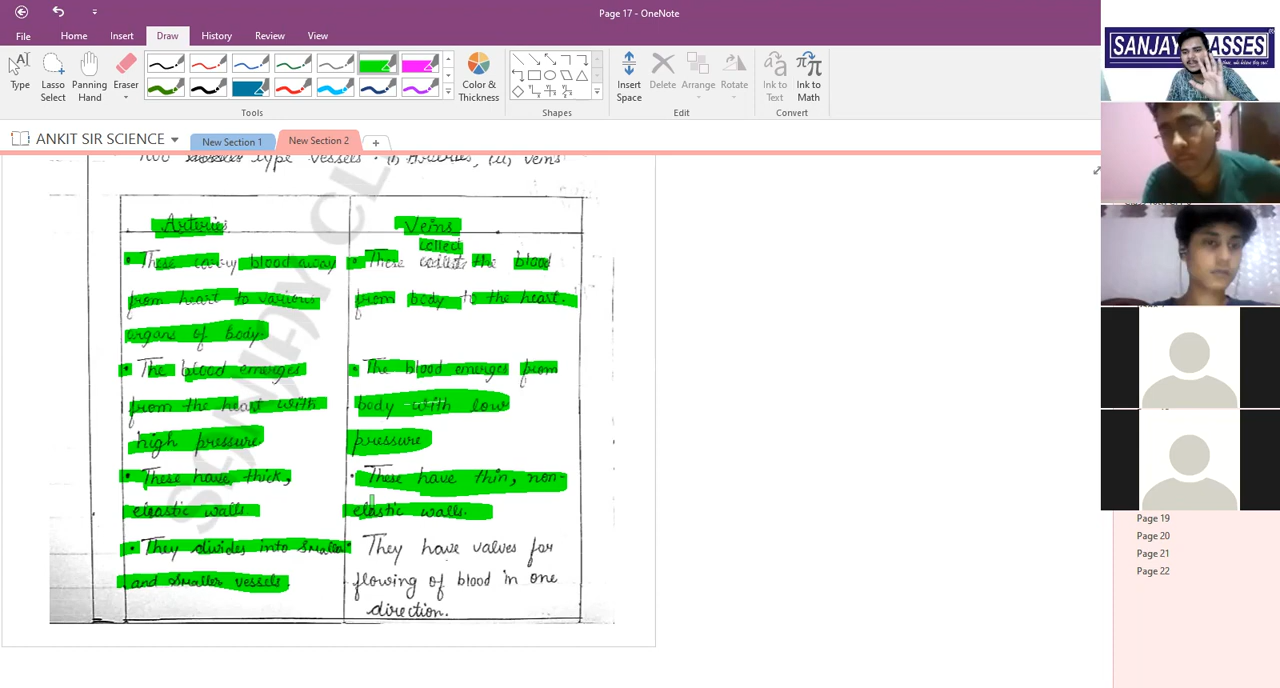 Page 17 - OneNote
File Home Insert Draw History Review View
Type
Lasso Select
Panning Hand
Eraser
Color & Thickness
Insert Space
Delete
Arrange
Rotate
Ink to Text
Ink to Math
Tools
Shapes
Edit
Convert
ANKIT SIR SCIENCE
New Section 1
New Section 2
type Vessels
Arteries
• These carry blood away
from heart to various
organs of body.
• The blood emerges
from the heart with
high pressure
• These have thick,
elastic walls
• They divides into smaller
and smaller vessels.
Veins
collect
• These the blood
from body to the heart.
• The blood emerges from
body with low
pressure
• These have thin, non-
elastic walls.
They have valves for
flowing of blood in one
direction.
Page 19
Page 20
Page 21
Page 22